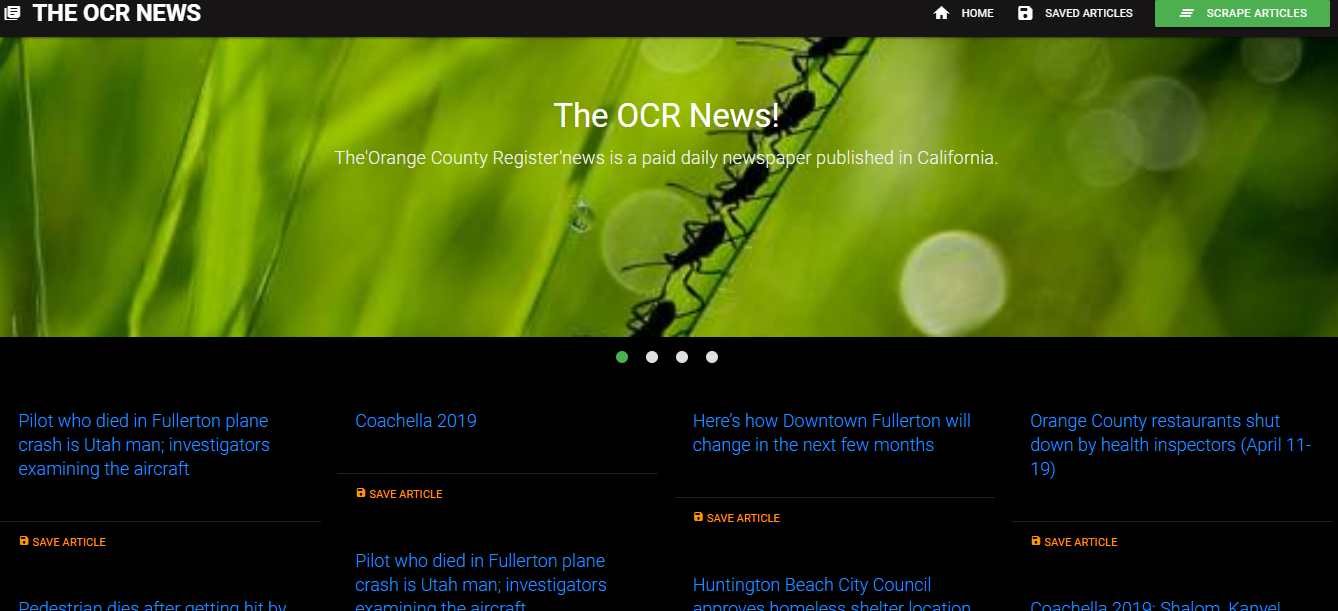 THE OCR NEWS
HOME
SAVED ARTICLES
SCRAPE ARTICLES
The OCR News!
The'Orange County Register'news is a paid daily newspaper published in California.
Pilot who died in Fullerton plane
crash is Utah man; investigators
examining the aircraft
SAVE ARTICLE
Pedestrian dies after getting hit by
Coachella 2019
SAVE ARTICLE
Pilot who died in Fullerton plane
crash is Utah man; investigators
examining the aircraft
Here's how Downtown Fullerton will
change in the next few months
SAVE ARTICLE
Huntington Beach City Council
approves homeless shelter location
Orange County restaurants shut
down by health inspectors (April 11-
19)
SAVE ARTICLE
Coachella 2019: Shalom, Kanye!